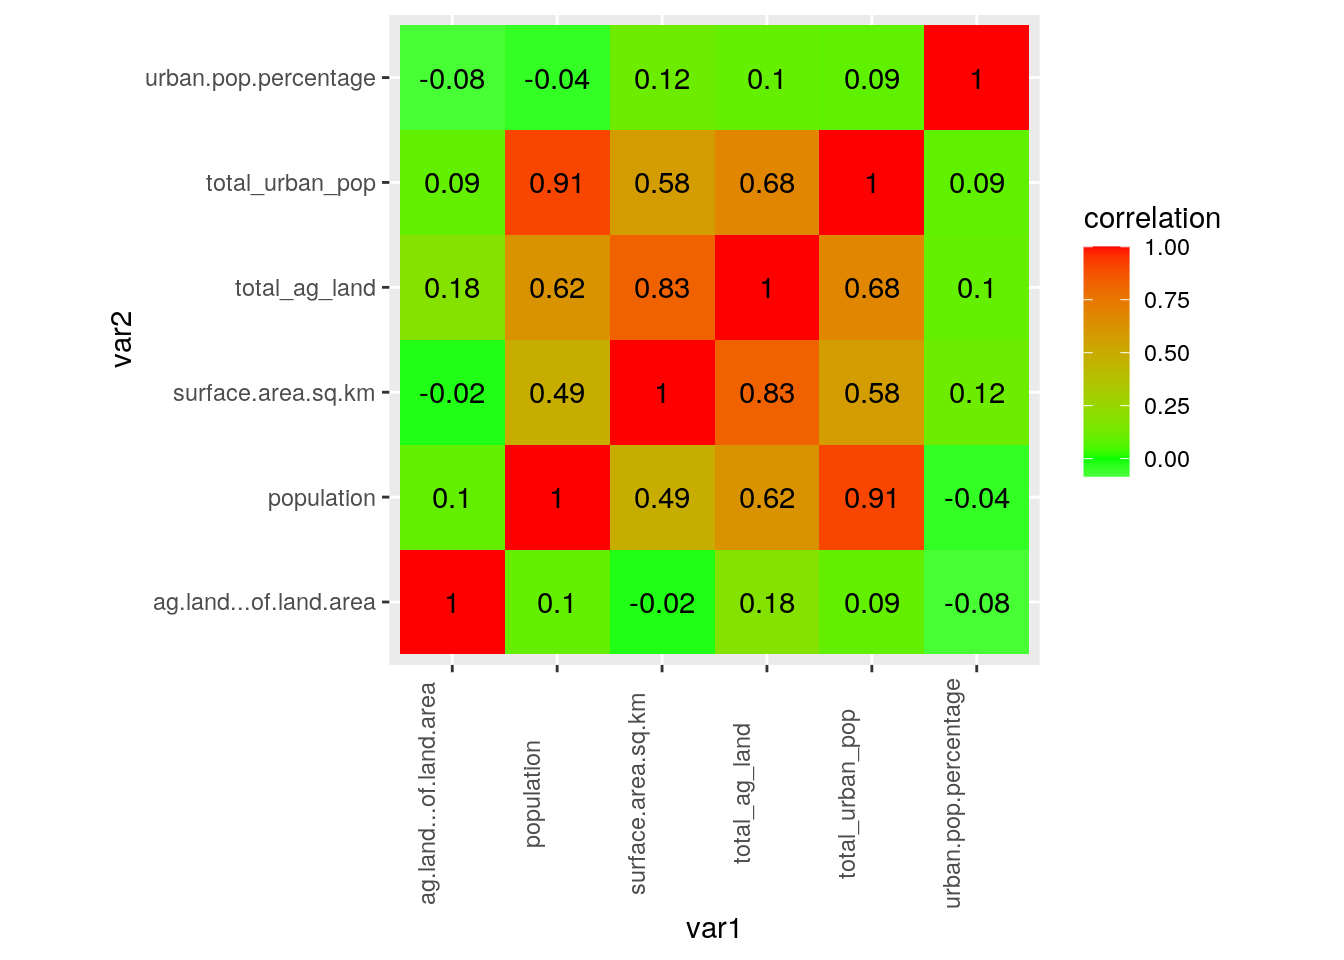 urban.pop.percentage -0.08 -0.04 0.12 0.1 0.09 1
total_urban_pop 0.09 0.91 0.58 0.68 1 0.09
total_ag_land 0.18 0.62 0.83 1 0.68 0.1
surface.area.sq.km -0.02 0.49 1 0.83 0.58 0.12
population 0.1 1 0.49 0.62 0.91 -0.04
ag.land...of.land.area 1 0.1 -0.02 0.18 0.09 -0.08
var2
ag.land...of.land.area
population
surface.area.sq.km
total_ag_land
total_urban_pop
urban.pop.percentage
var1
correlation
1.00
0.75
0.50
0.25
0.00